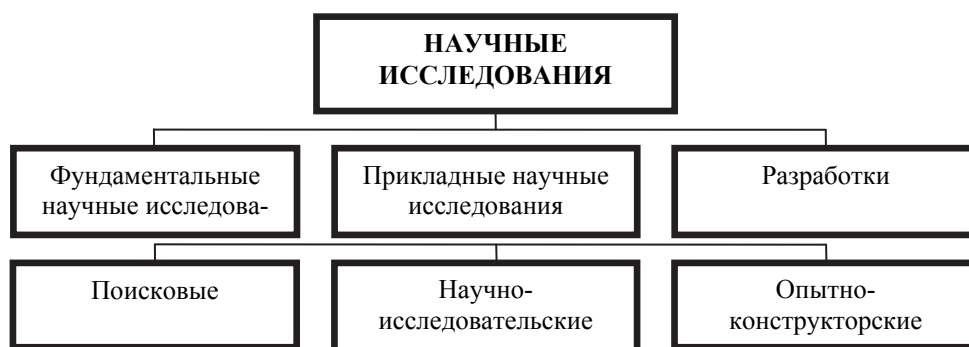 НАУЧНЫЕ
ИССЛЕДОВАНИЯ
Фундаментальные
научные исследова-
Прикладные научные
исследования
Разработки
Поисковые
Научно-
исследовательские
Опытно-
конструкторские